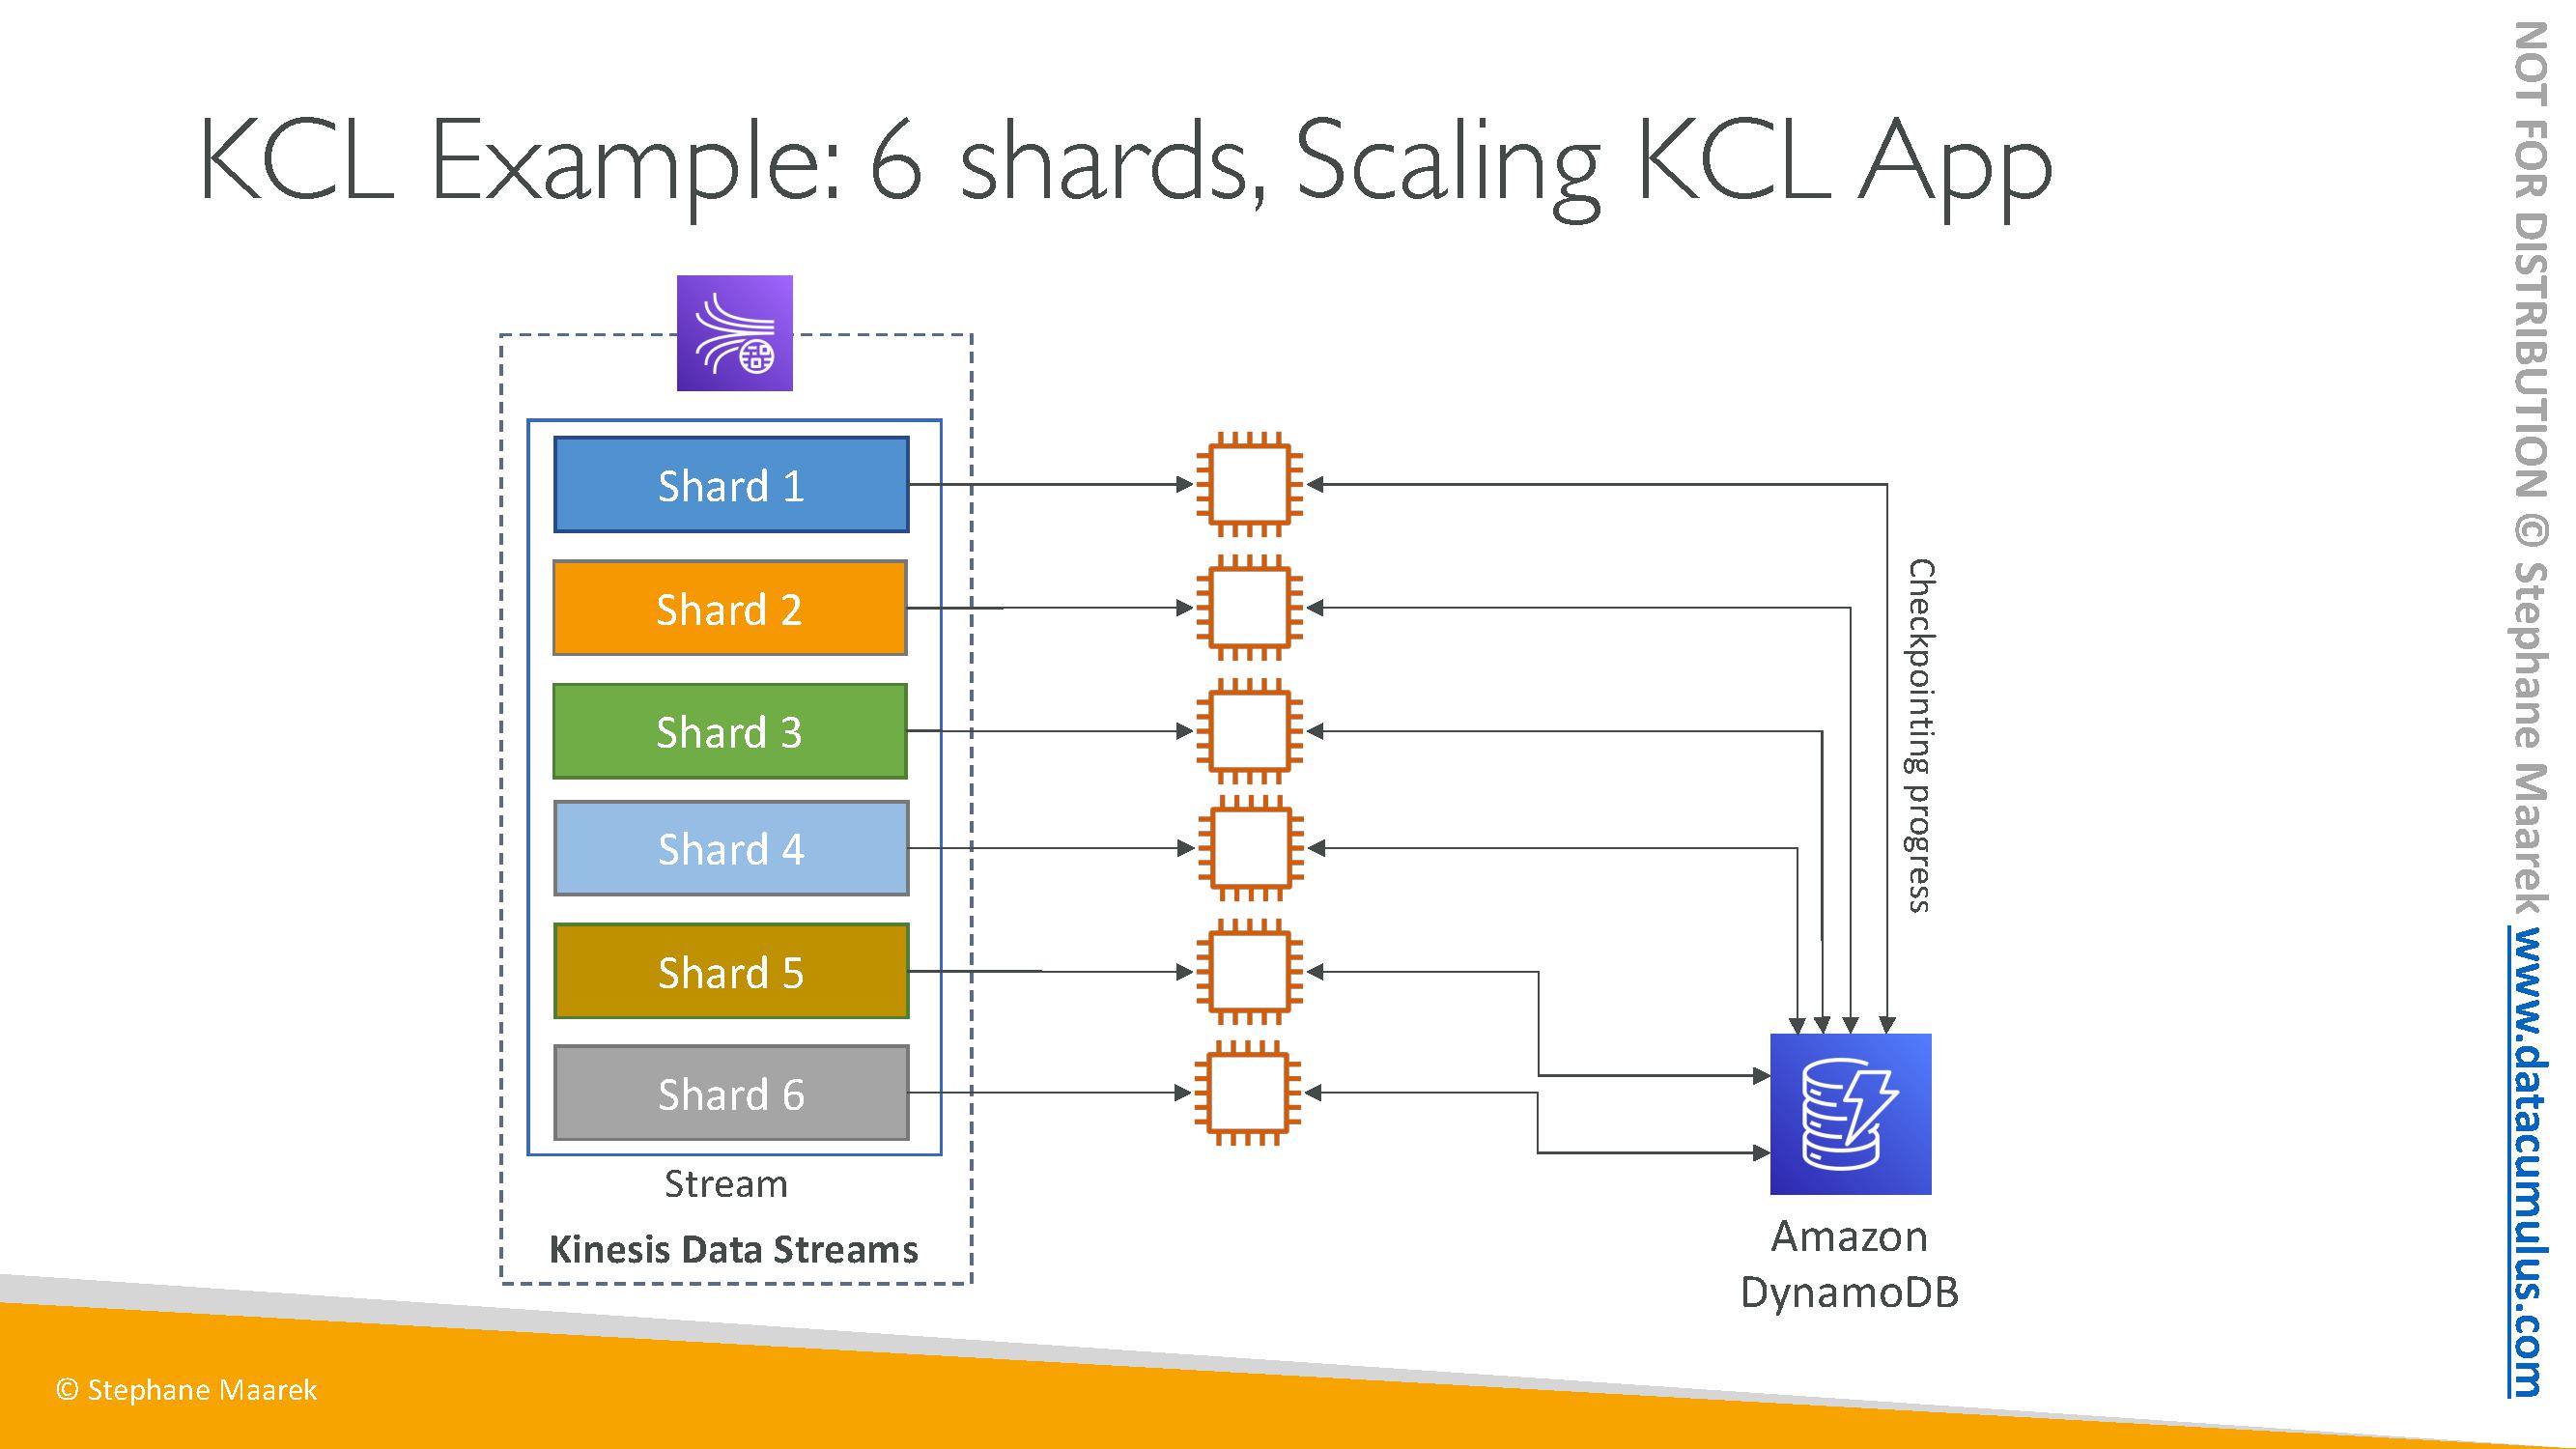 KCL Example: 6 shards, Scaling KCL App
Shard 1
Shard 2
Shard 3
Shard 4
Shard 5
Shard 6
Stream
Kinesis Data Streams
Checkpointing progress
Amazon
DynamoDB
© Stephane Maarek
NOT FOR DISTRIBUTION © Stephane Maarek www.datacumulus.com